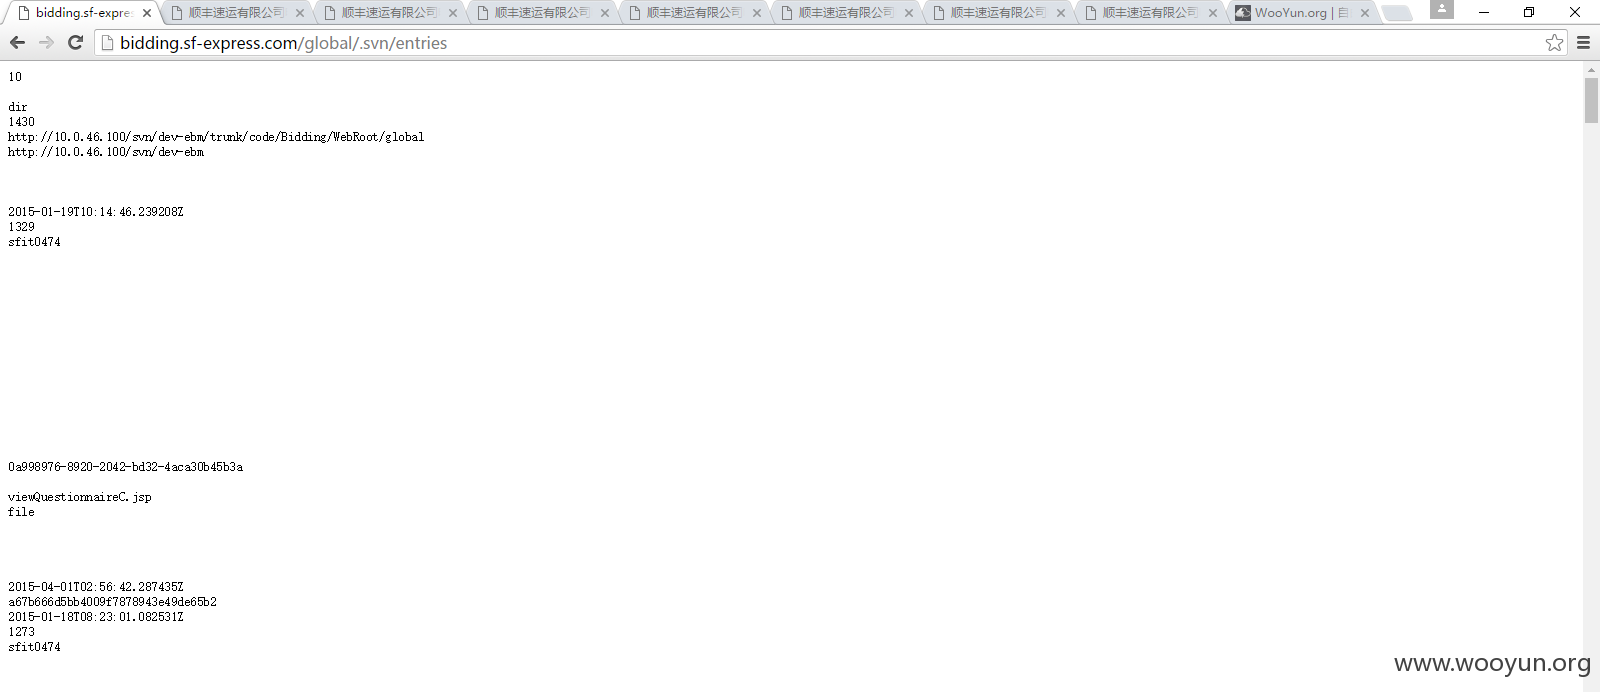 bidding.sf-expre
顺丰速运有限公司
顺丰速运有限公司
顺丰速运有限公司
顺丰速运有限公司
顺丰速运有限公司
顺丰速运有限公司
顺丰速运有限公司
WooYun.org | 自
bidding.sf-express.com/global/.svn/entries
10
dir
1430
http://10.0.46.100/svn/dev-ebm/trunk/code/Bidding/WebRoot/global
http://10.0.46.100/svn/dev-ebm
2015-01-19T10:14:46.239208Z
1329
sfit0474
0a998976-8920-2042-bd32-4aca30b45b3a
viewQuestionnaireC.jsp
file
2015-04-01T02:56:42.287435Z
a67b666d5bb4009f7878943e49de65b2
2015-01-18T08:23:01.082531Z
1273
sfit0474
www.wooyun.org